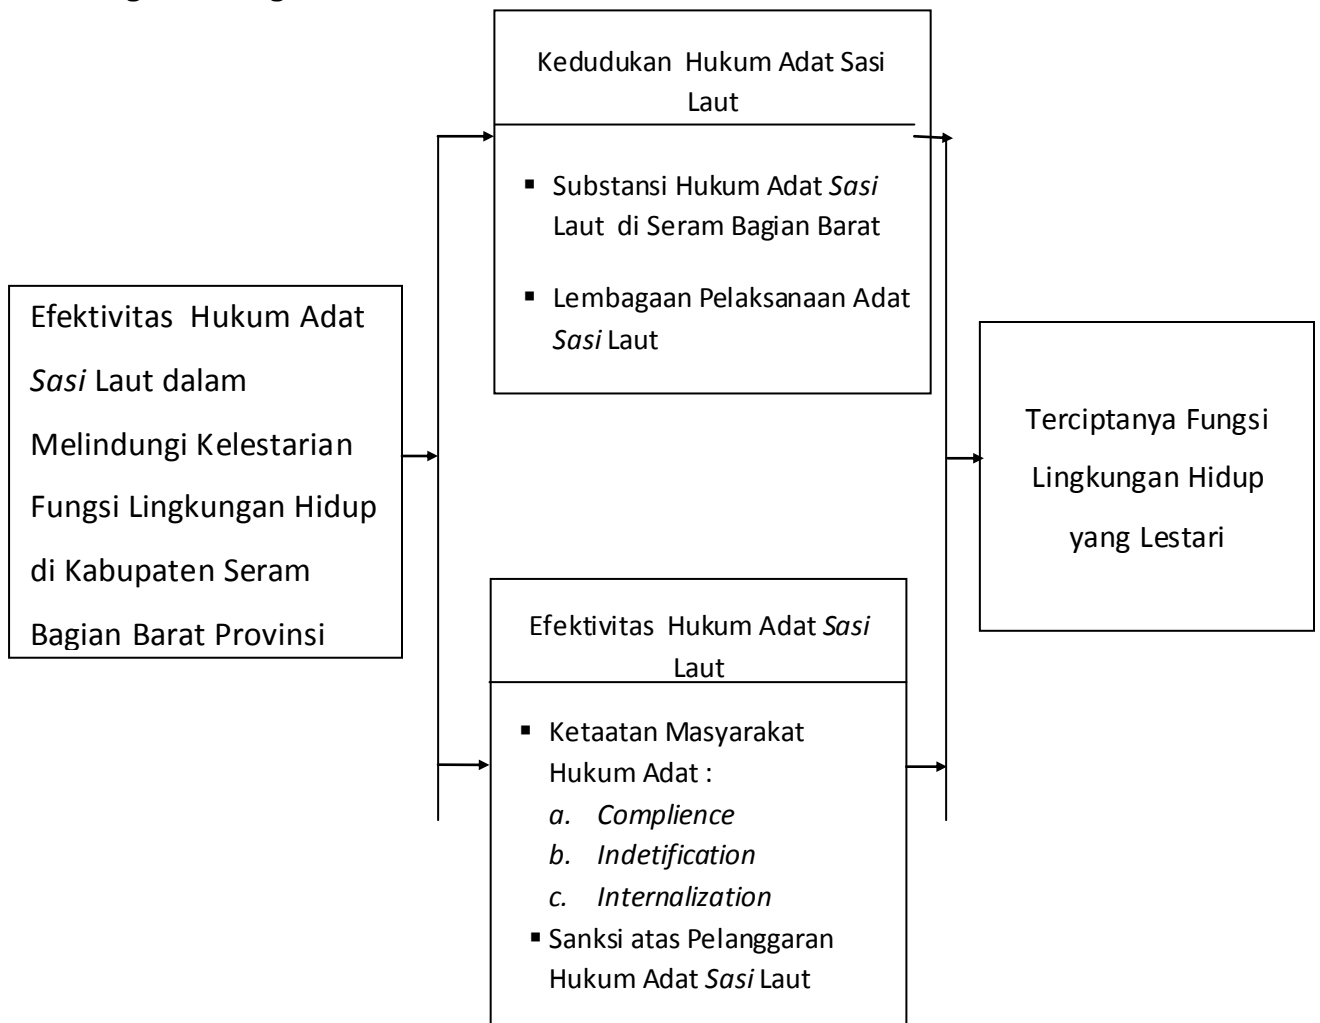 Kedudukan Hukum Adat Sasi
Laut
▪ Substansi Hukum Adat Sasi
Laut di Seram Bagian Barat
▪ Lembagaan Pelaksanaan Adat
Sasi Laut
Efektivitas Hukum Adat
Sasi Laut dalam
Melindungi Kelestarian
Fungsi Lingkungan Hidup
di Kabupaten Seram
Bagian Barat Provinsi
Terciptanya Fungsi
Lingkungan Hidup
yang Lestari
Efektivitas Hukum Adat Sasi
Laut
▪ Ketaatan Masyarakat
Hukum Adat :
a. Complience
b. Indetification
c. Internalization
▪ Sanksi atas Pelanggaran
Hukum Adat Sasi Laut